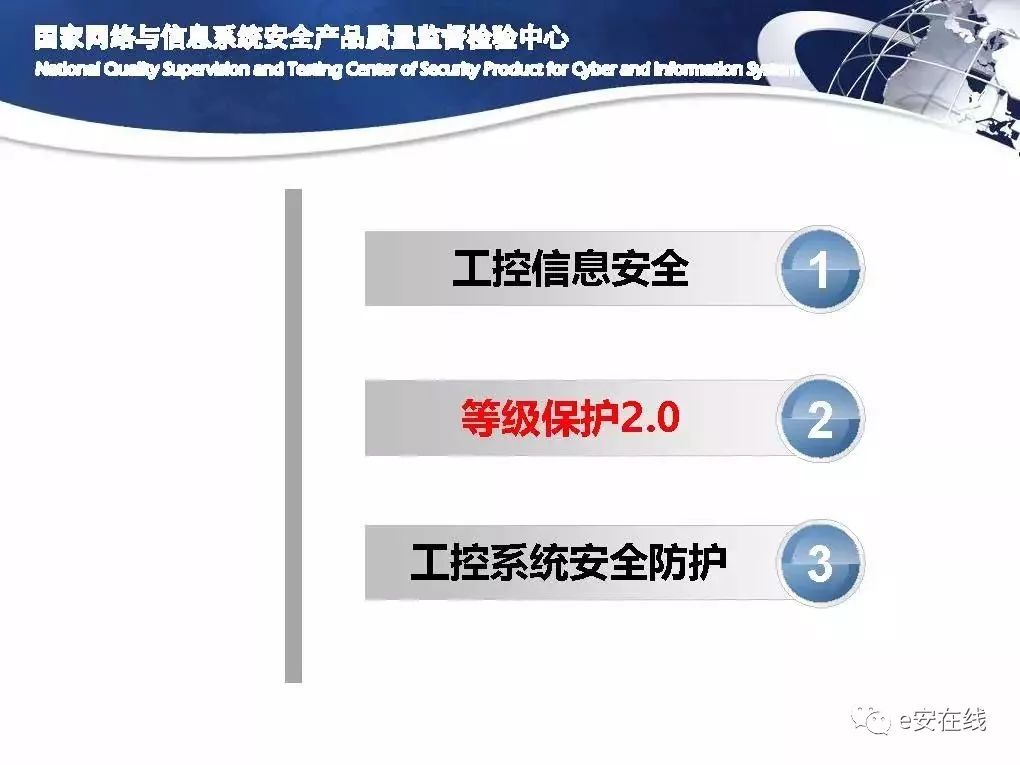 国家网络与信息系统安全产品质量监督检验中心
National Quality Supervision and Testing Center of Security Product for Cyber and Information System
工控信息安全 1
等级保护2.0 2
工控系统安全防护 3
e安在线